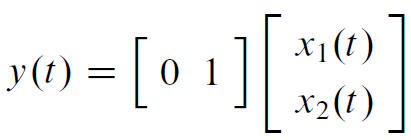 y(t) = [ 0 1 ] [ x₁(t)
x₂(t) ]